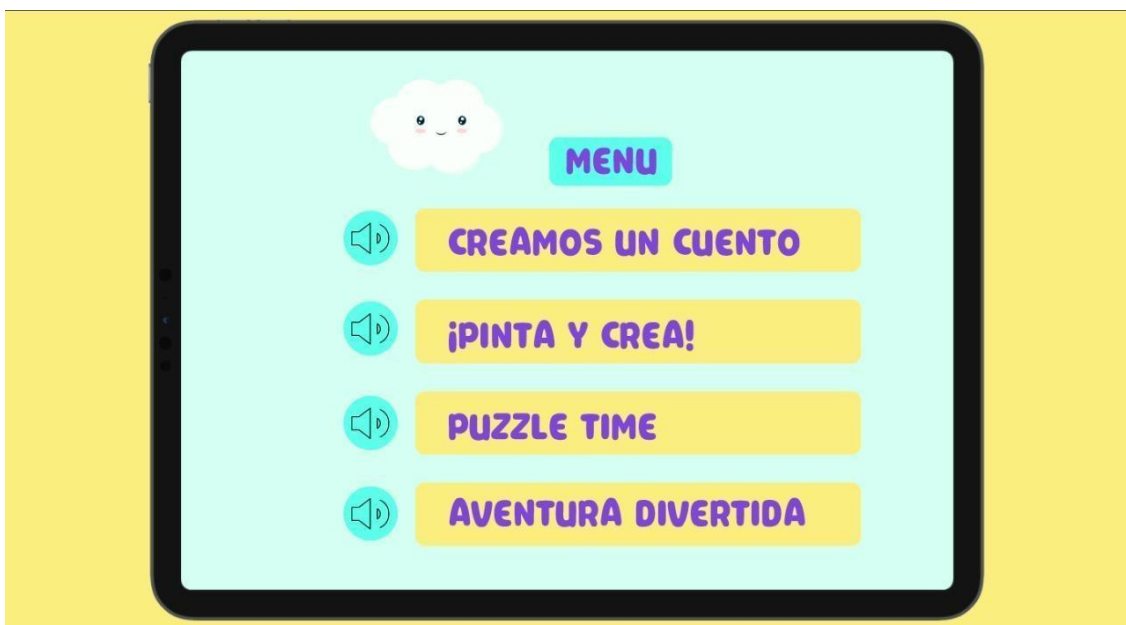 MENU
CREAMOS UN CUENTO
¡PINTA Y CREA!
PUZZLE TIME
AVENTURA DIVERTIDA